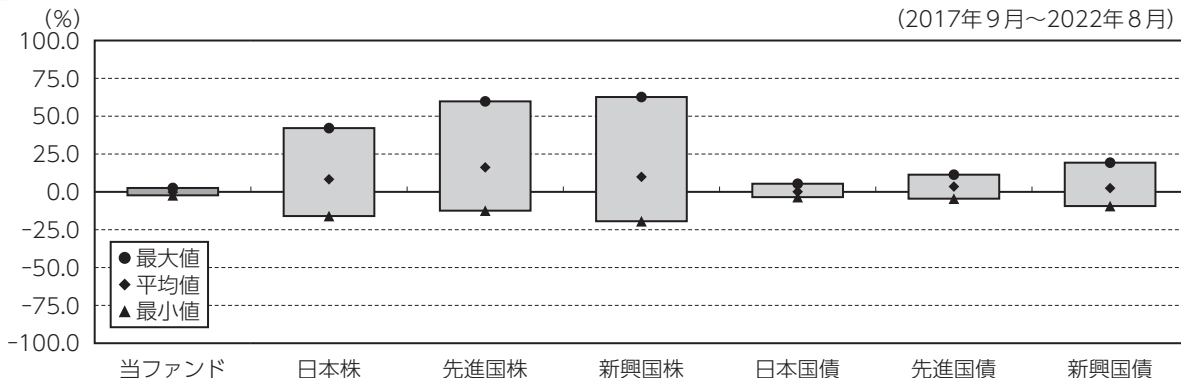 (%)
(2017年9月～2022年8月)
100.0
75.0
50.0
25.0
0.0
-25.0
-50.0
-75.0
-100.0
●最大値
◆平均値
▲最小値
当ファンド 日本株 先進国株 新興国株 日本国債 先進国債 新興国債